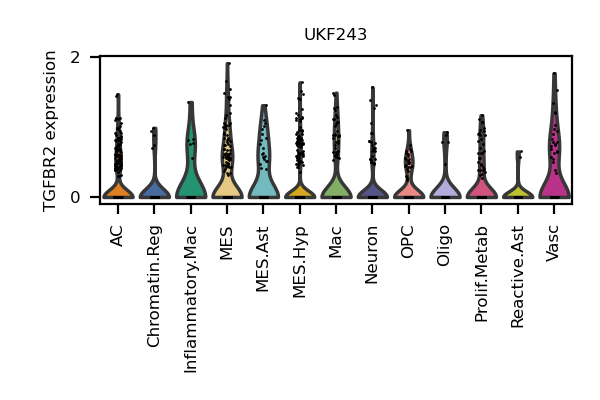 UKF243
TGFBR2 expression
2
0
AC
Chromatin.Reg
Inflammatory.Mac
MES
MES.Ast
MES.Hyp
Mac
Neuron
OPC
Oligo
Prolif.Metab
Reactive.Ast
Vasc